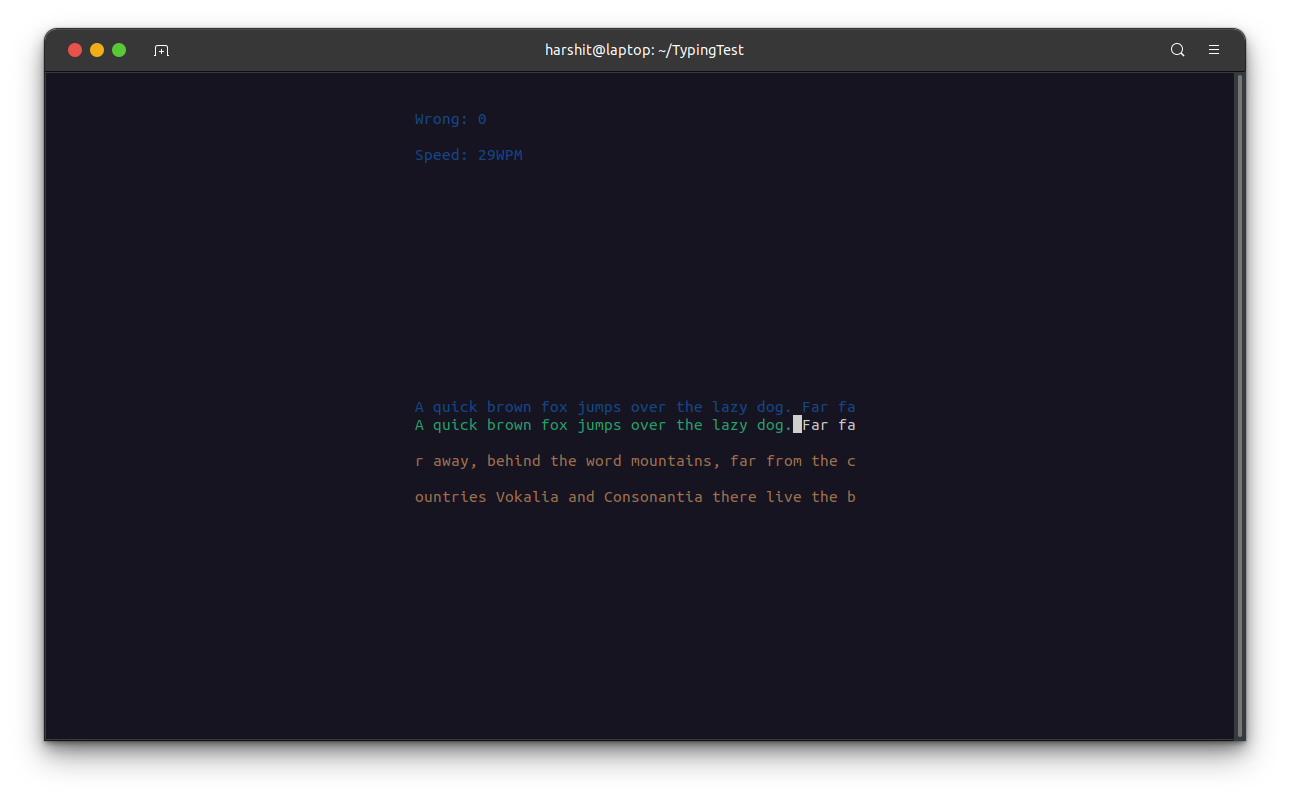 harshit@laptop: ~/TypingTest
Wrong: 0
Speed: 29WPM
A quick brown fox jumps over the lazy dog. Far fa
A quick brown fox jumps over the lazy dog. Far fa
r away, behind the word mountains, far from the c
ountries Vokalia and Consonantia there live the b